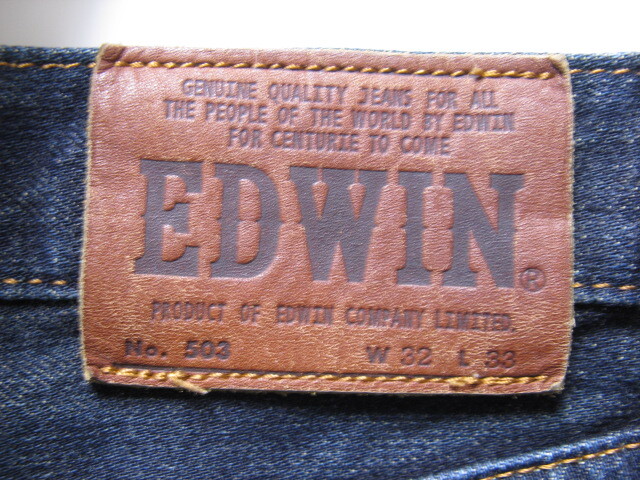 GENUINE QUALITY JEANS FOR ALL
THE PEOPLE OF THE WORLD BY EDWIN
FOR CENTURIE TO COME
EDWIN®
PRODUCT OF EDWIN COMPANY LIMITED.
No. 503 W 32 L 33